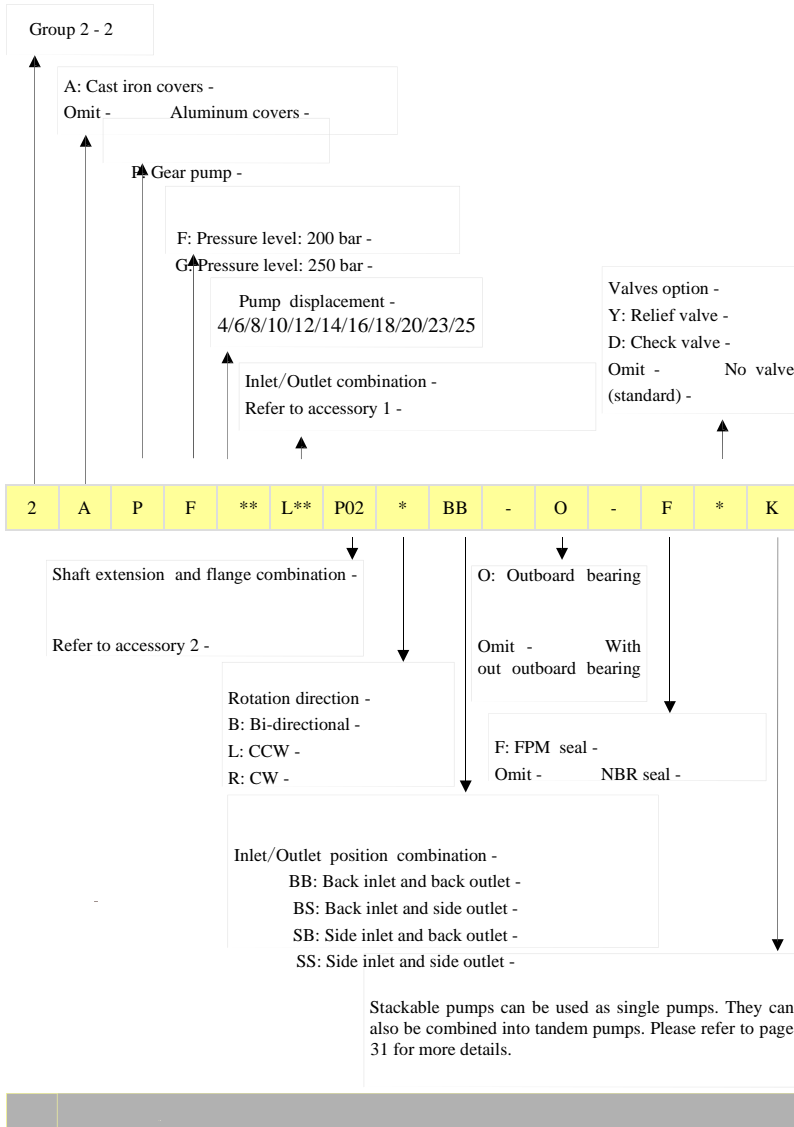 Group 2 - 2
A: Cast iron covers -
Omit - Aluminum covers -
P: Gear pump -
F: Pressure level: 200 bar -
G: Pressure level: 250 bar -
Pump displacement -
4/6/8/10/12/14/16/18/20/23/25
Inlet/Outlet combination -
Refer to accessory 1 -
Valves option -
Y: Relief valve -
D: Check valve -
Omit - No valve
(standard) -
2 A P F ** L** P02 * BB - O - F * K
Shaft extension and flange combination -
Refer to accessory 2 -
O: Outboard bearing
Omit - With
out outboard bearing
Rotation direction -
B: Bi-directional -
L: CCW -
R: CW -
F: FPM seal -
Omit - NBR seal -
Inlet/Outlet position combination -
BB: Back inlet and back outlet -
BS: Back inlet and side outlet -
SB: Side inlet and back outlet -
SS: Side inlet and side outlet -
-
Stackable pumps can be used as single pumps. They can
also be combined into tandem pumps. Please refer to page
31 for more details.